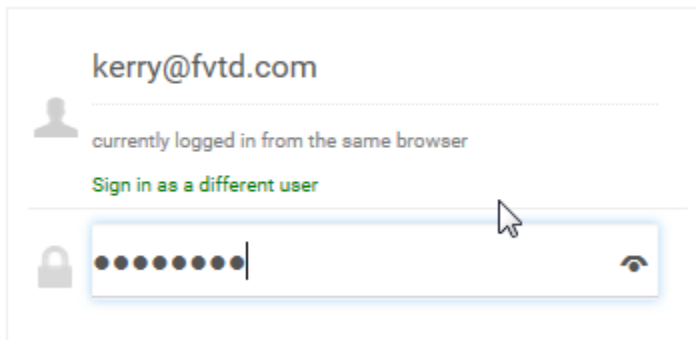 kerry@fvtd.com
currently logged in from the same browser
Sign in as a different user
●●●●●●●●